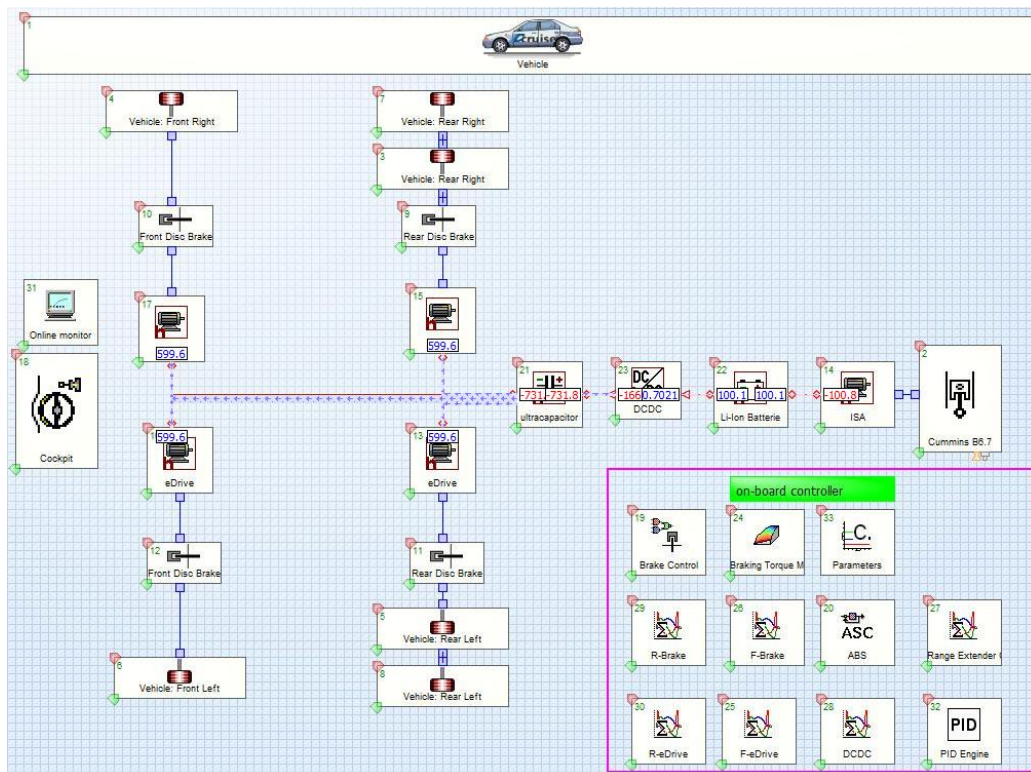 1
Cruise
Vehicle
4
Vehicle: Front Right
7
Vehicle: Rear Right
3
Vehicle: Rear Right
10
Front Disc Brake
9
Rear Disc Brake
31
Online monitor
17
599.6
15
599.6
18
Cockpit
21
-731.8
ultracapacitor
23
DC
-166
0.7021
DCDC
22
100.1
100.1
Li-Ion Batterie
14
-100.8
ISA
2
Cummins B6.7
599.6
eDrive
13
599.6
eDrive
12
Front Disc Brake
11
Rear Disc Brake
5
Vehicle: Rear Left
6
Vehicle: Front Left
8
Vehicle: Rear Left
on-board controller
19
Brake Control
24
Braking Torque M
33
C.
Parameters
29
R-Brake
26
F-Brake
20
ASC
ABS
27
Range Extender
30
R-eDrive
25
F-eDrive
28
DCDC
32
PID
PID Engine